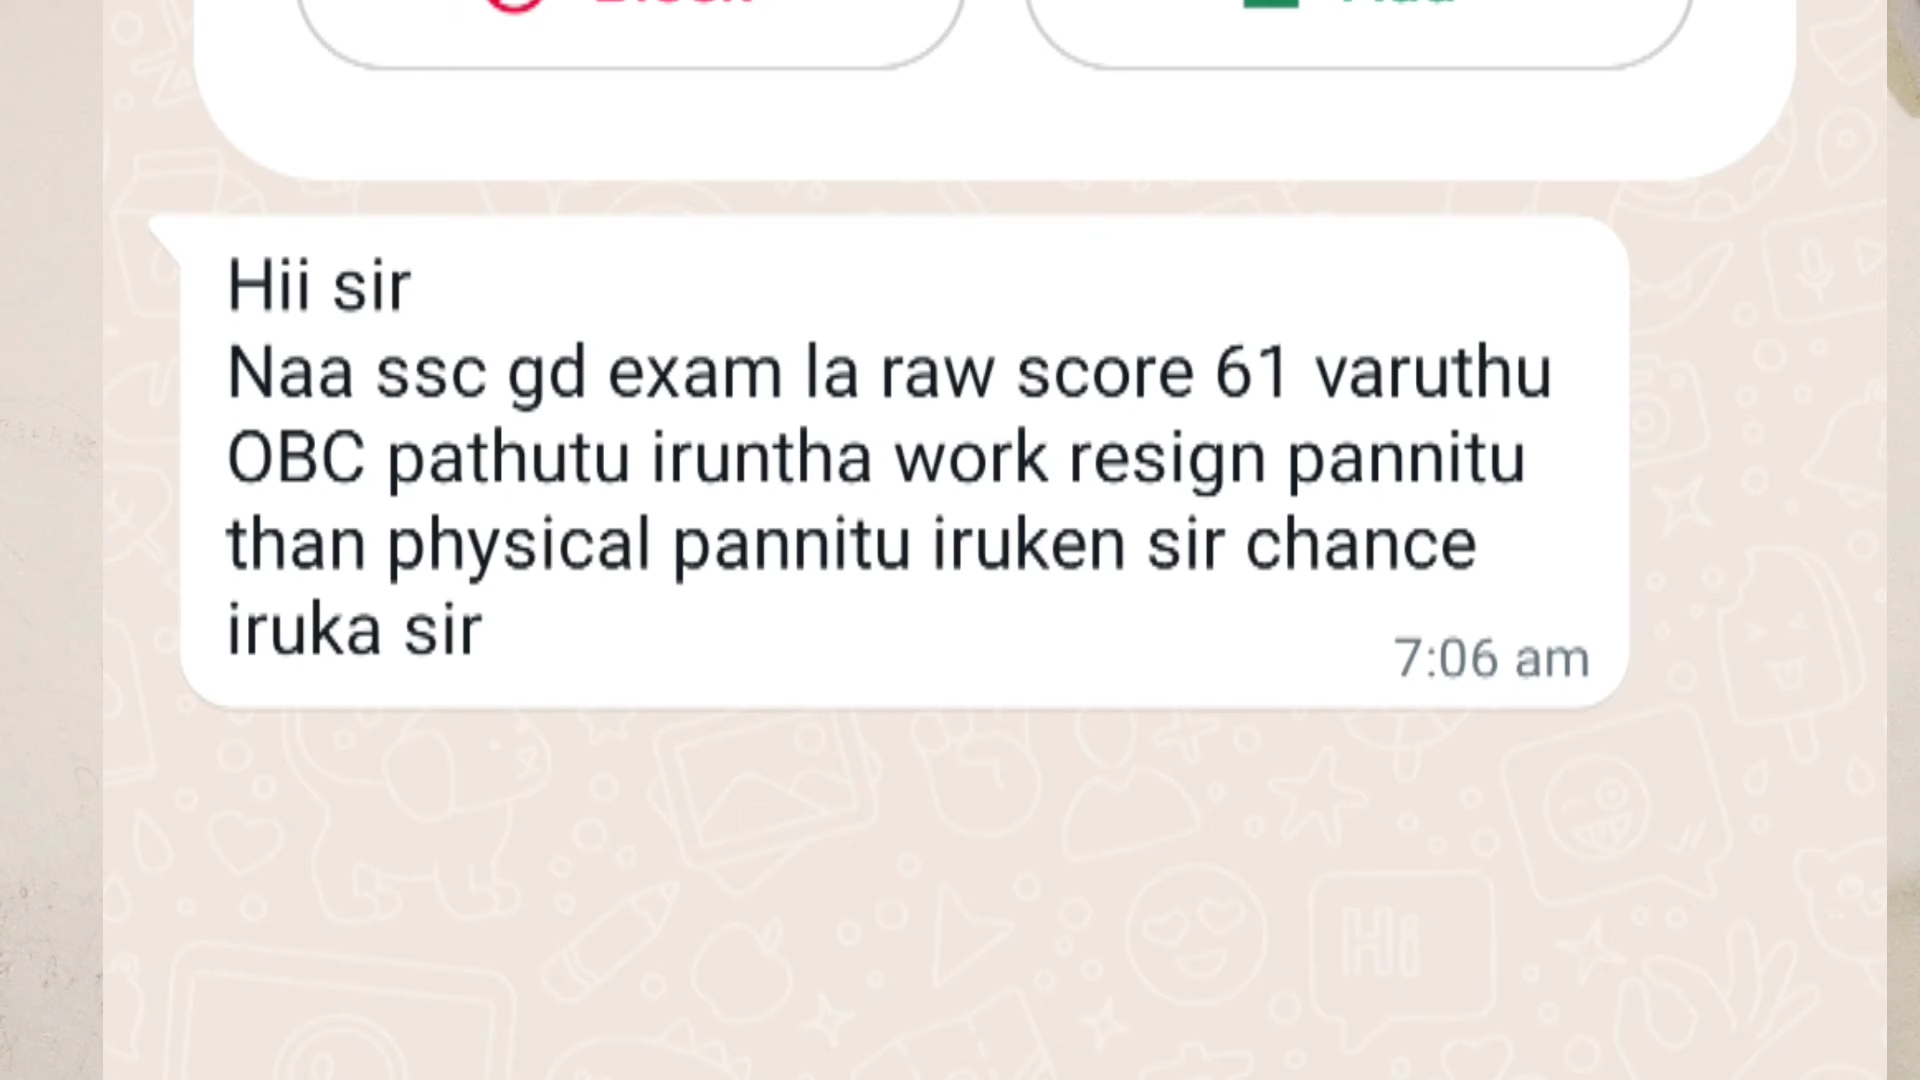 Hii sir
Naa ssc gd exam la raw score 61 varuthu
OBC pathutu iruntha work resign pannitu
than physical pannitu iruken sir chance
iruka sir
7:06 am